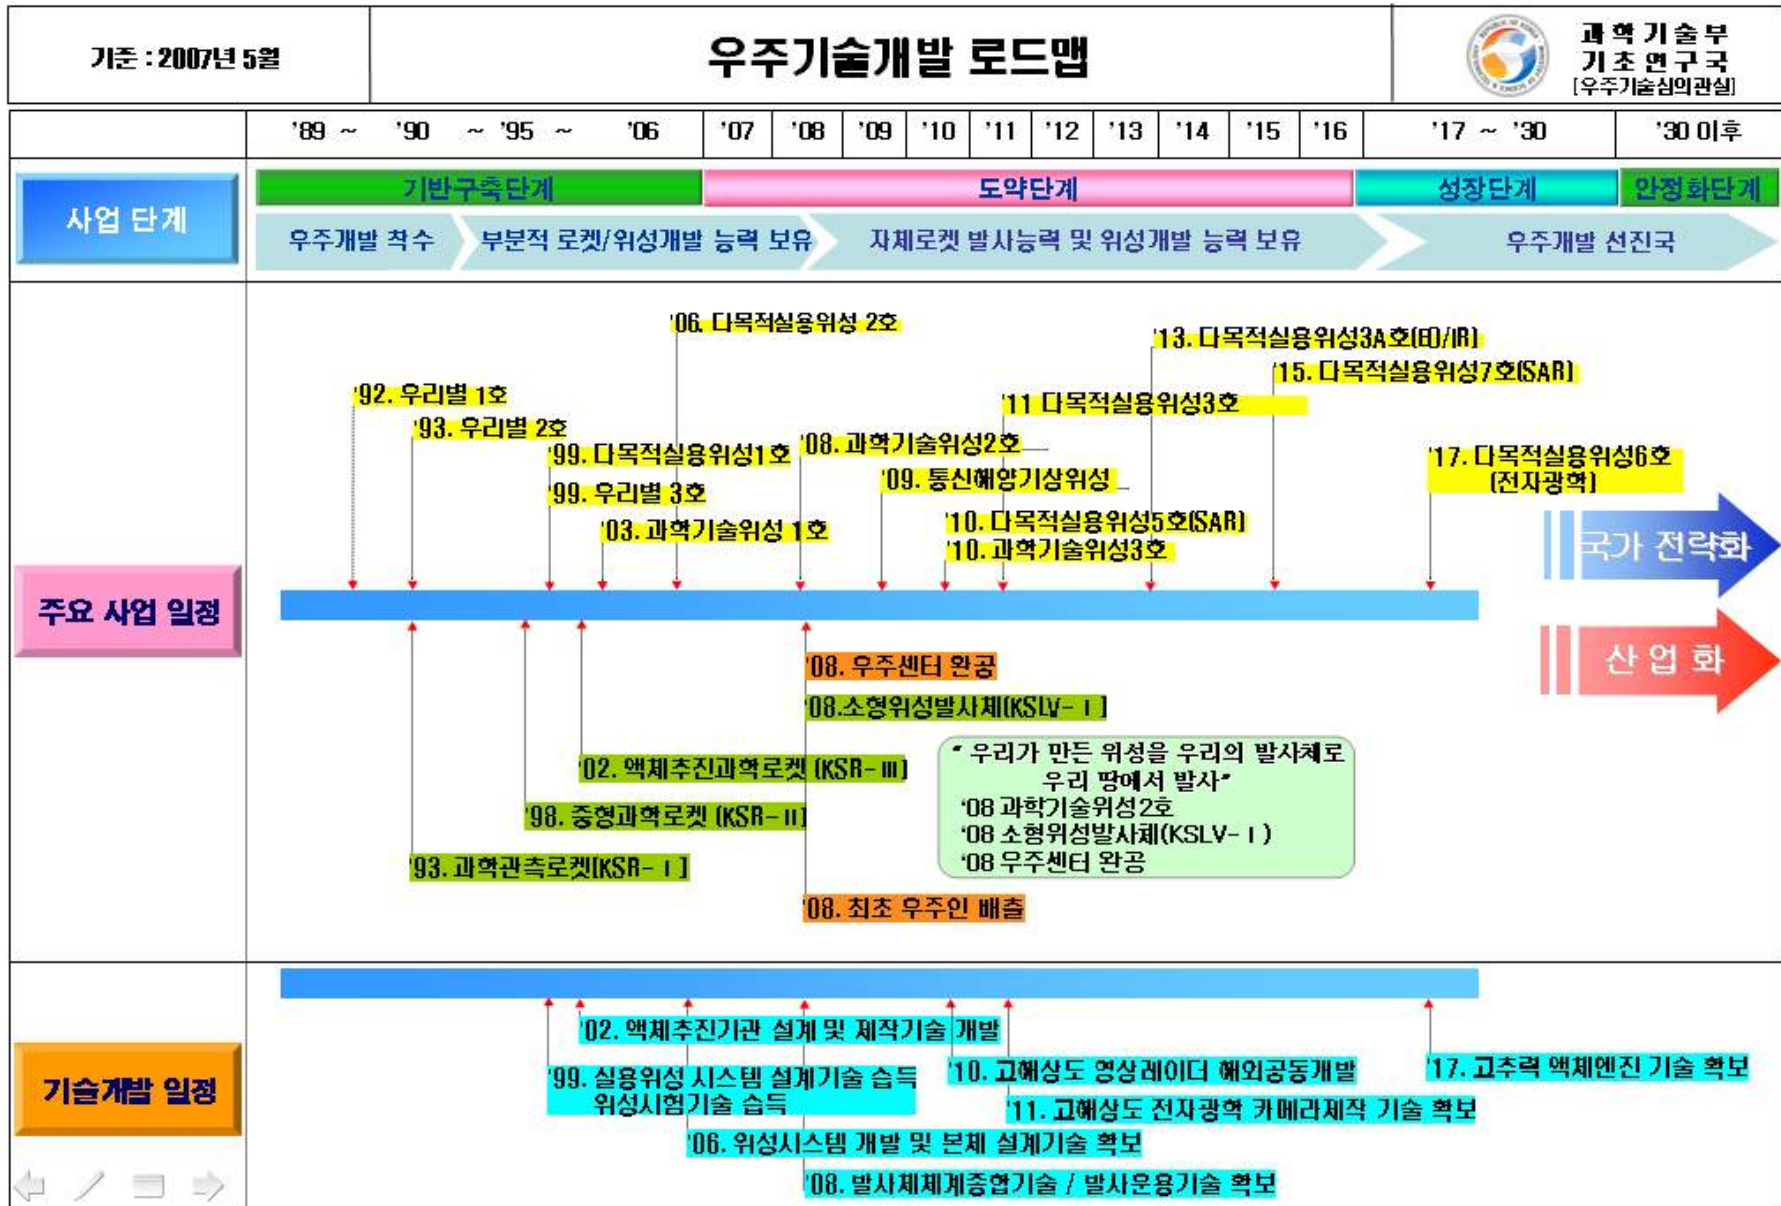 기준 : 2007년 5월
우주기술개발 로드맵
과 학 기 술 부
기 초 연 구 국
[우주기술심의관실]
'89 ~ '90 ~ '95 ~ '06 '07 '08 '09 '10 '11 '12 '13 '14 '15 '16 '17 ~ '30 '30 이후
사업 단계
기반구축단계 도약단계 성장단계 안정화단계
우주개발 착수 부분적 로켓/위성개발 능력 보유 자체로켓 발사능력 및 위성개발 능력 보유 우주개발 선진국
주요 사업 일정
'06. 다목적실용위성 2호
'13. 다목적실용위성3A호(EO/IR)
'15. 다목적실용위성7호(SAR)
'92. 우리별 1호
'11 다목적실용위성3호
'93. 우리별 2호
'08. 과학기술위성2호
'99. 다목적실용위성1호
'17. 다목적실용위성6호
(전자광학)
'09. 통신해양기상위성
'99. 우리별 3호
'10. 다목적실용위성5호(SAR)
'03. 과학기술위성 1호
'10. 과학기술위성3호
국가 전략화
산 업 화
'08. 우주센터 완공
'08.소형위성발사체(KSLV-Ⅰ)
'02. 액체추진과학로켓 (KSR-Ⅲ)
'98. 중형과학로켓 (KSR-Ⅱ)
'93. 과학관측로켓(KSR-Ⅰ)
'08. 최초 우주인 배출
“ 우리가 만든 위성을 우리의 발사체로
우리 땅에서 발사”
'08 과학기술위성2호
'08 소형위성발사체(KSLV-Ⅰ)
'08 우주센터 완공
기술개발 일정
'02. 액체추진기관 설계 및 제작기술 개발
'99. 실용위성 시스템 설계기술 습득
위성시험기술 습득
'10. 고해상도 영상레이더 해외공동개발
'17. 고추력 액체엔진 기술 확보
'11. 고해상도 전자광학 카메라제작 기술 확보
'06. 위성시스템 개발 및 본체 설계기술 확보
'08. 발사체체계종합기술 / 발사운용기술 확보